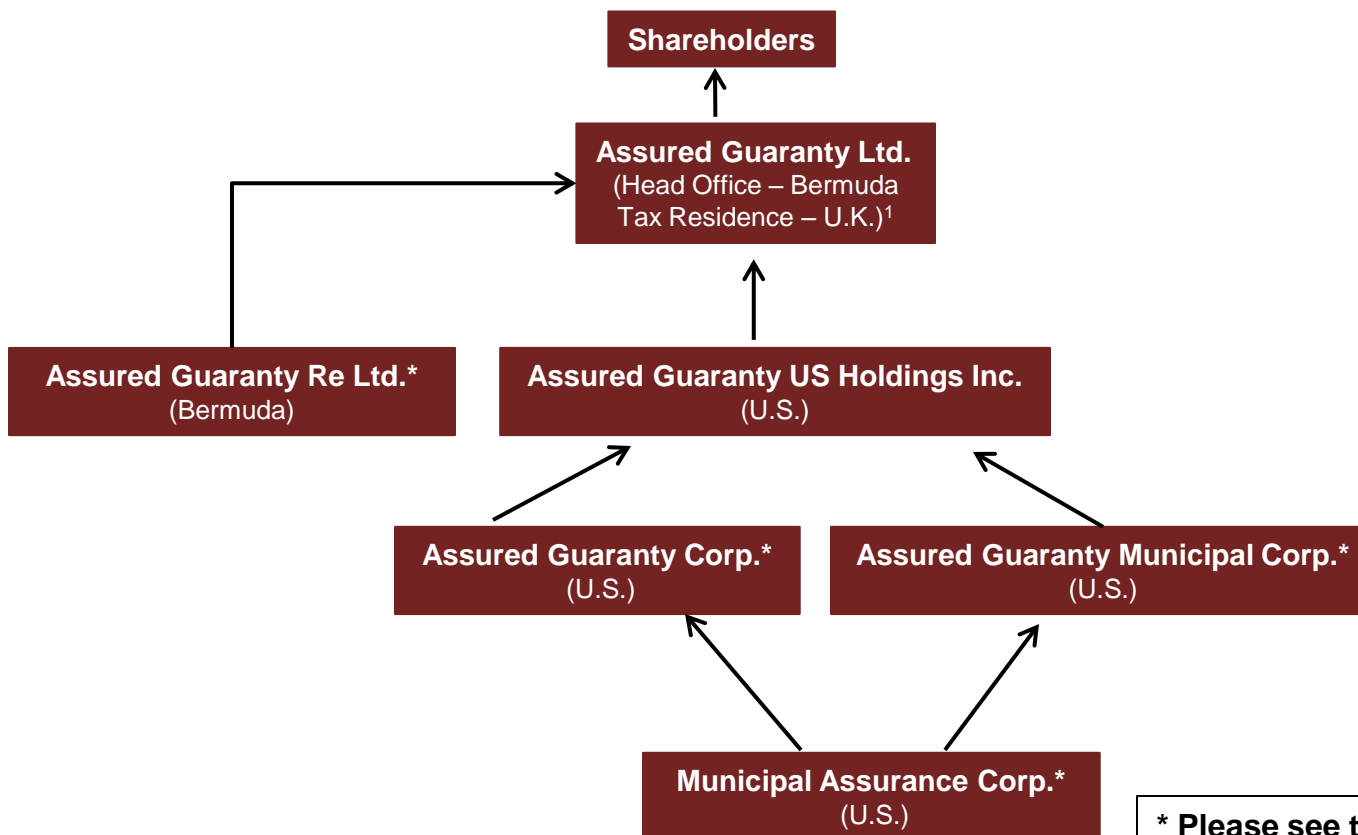 Shareholders
Assured Guaranty Ltd.
(Head Office – Bermuda
Tax Residence – U.K.)¹
Assured Guaranty Re Ltd.*
(Bermuda)
Assured Guaranty US Holdings Inc.
(U.S.)
Assured Guaranty Corp.*
(U.S.)
Assured Guaranty Municipal Corp.*
(U.S.)
Municipal Assurance Corp.*
(U.S.)
* Please see